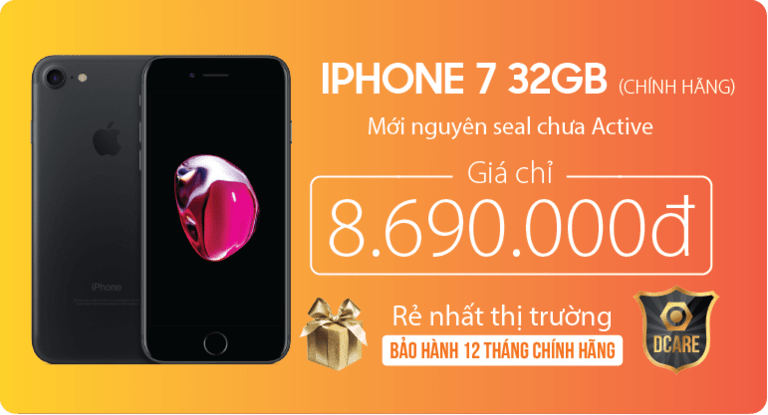 IPHONE 7 32GB (CHÍNH HÃNG)
Mới nguyên seal chưa Active
Giá chỉ
8.690.000đ
Rẻ nhất thị trường
BẢO HÀNH 12 THÁNG CHÍNH HÃNG
DCARE
iPhone